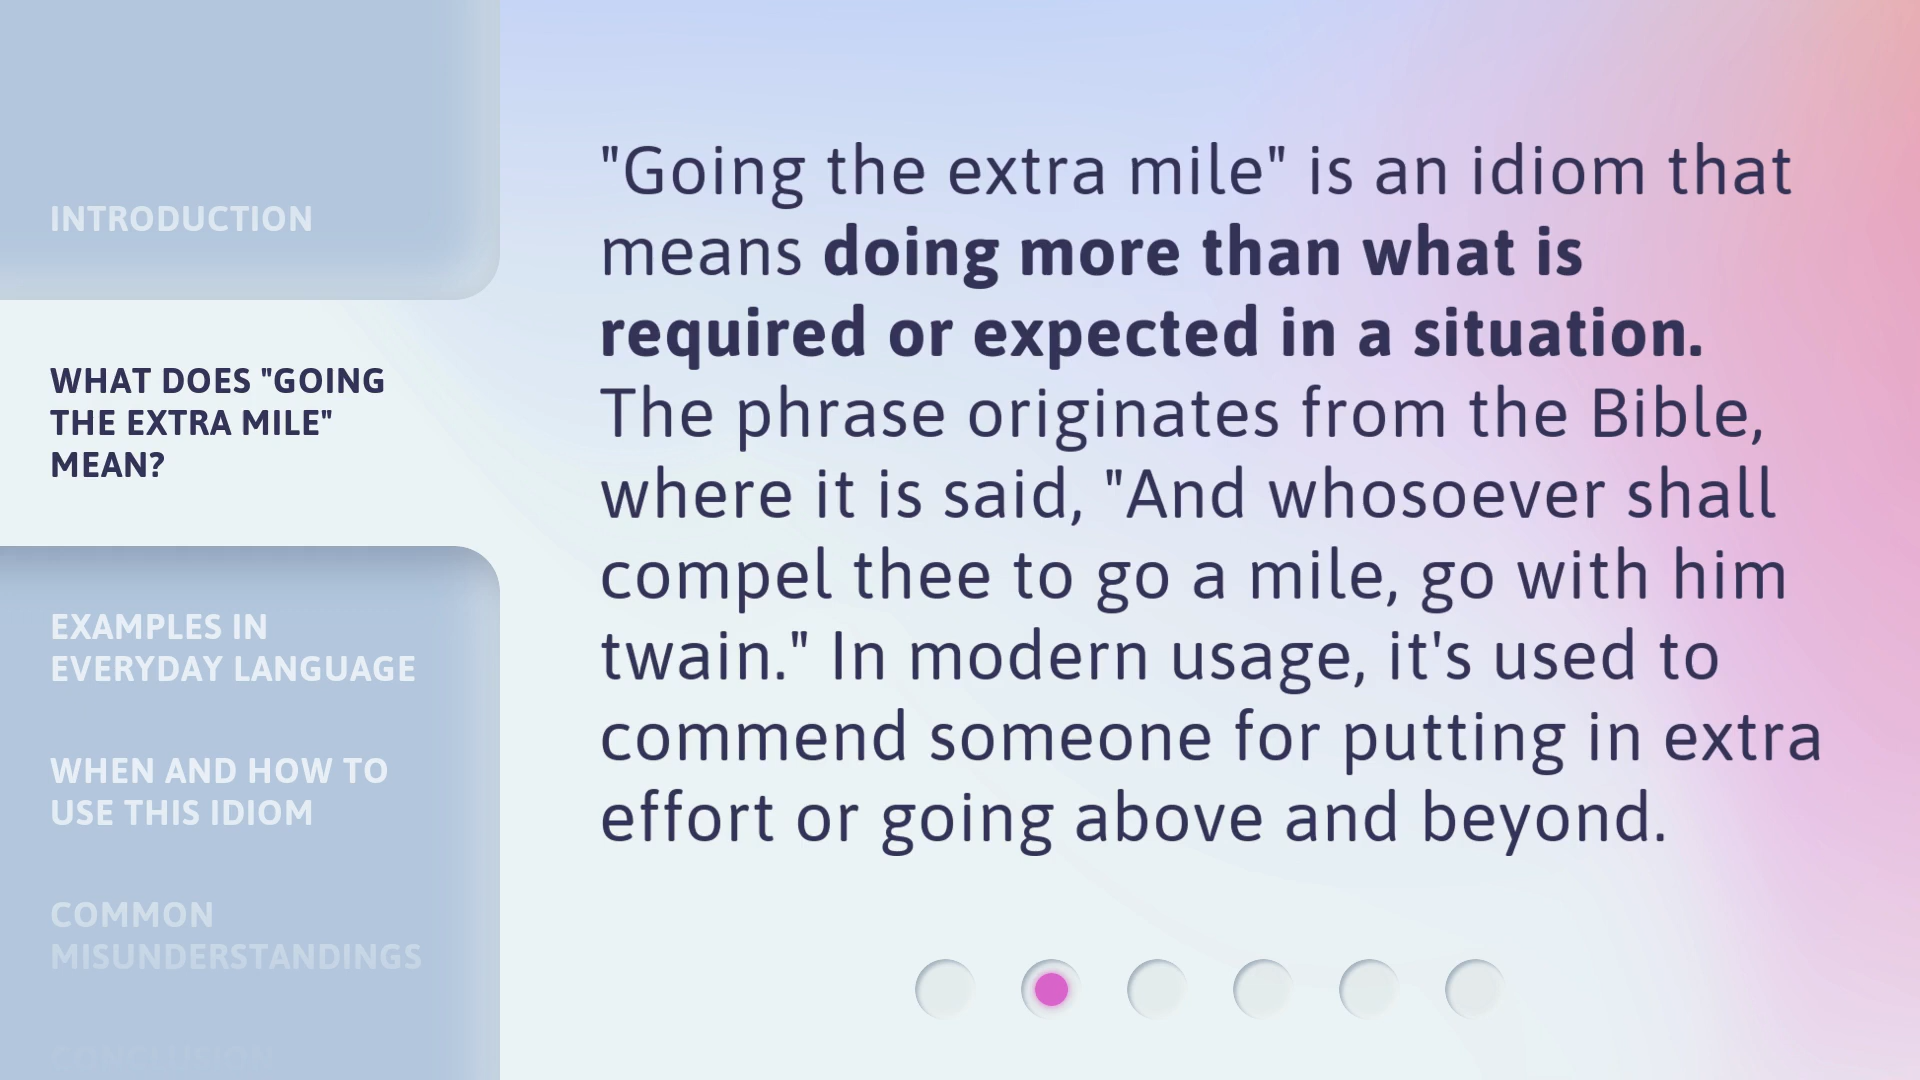 INTRODUCTION
WHAT DOES "GOING
THE EXTRA MILE"
MEAN?
EXAMPLES IN
EVERYDAY LANGUAGE
WHEN AND HOW TO
USE THIS IDIOM
COMMON
MISUNDERSTANDINGS
CONCLUSION
"Going the extra mile" is an idiom that
means doing more than what is
required or expected in a situation.
The phrase originates from the Bible,
where it is said, "And whosoever shall
compel thee to go a mile, go with him
twain." In modern usage, it's used to
commend someone for putting in extra
effort or going above and beyond.